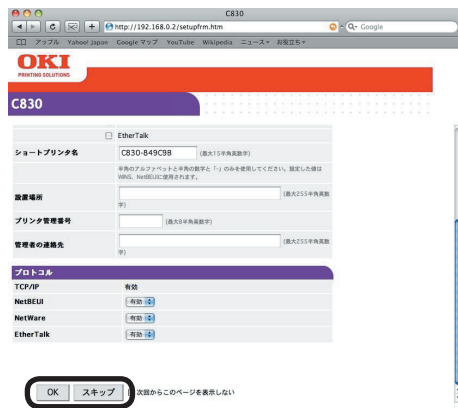 C830
http://192.168.0.2/setupfrm.htm
Q- Google
アップル Yahoo! Japan Google マップ YouTube Wikipedia ニュース▼ お役立ち▼
OKI
PRINTING SOLUTIONS
C830
EtherTalk
ショートプリンタ名 C830-849C9B (最大15半角英数字)
半角のアルファベットと半角の数字と「-」のみを使用してください。設定した値は
WINS、NetBEUIに使用されます。
設置場所 (最大255半角英数
字)
プリンタ管理番号 (最大8半角英数字)
管理者の連絡先 (最大255半角英数
字)
プロトコル
TCP/IP 有効
NetBEUI 有効
NetWare 有効
EtherTalk 有効
OK スキップ 次回からこのページを表示しない